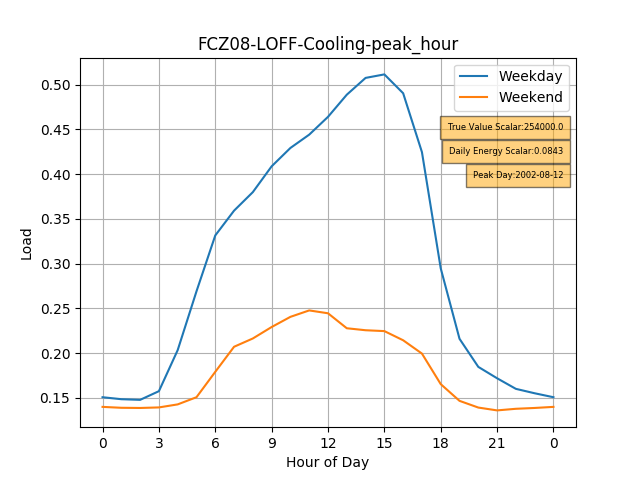 FCZ08-LOFF-Cooling-peak_hour
Weekday
Weekend
True Value Scalar:254000.0
Daily Energy Scalar:0.0843
Peak Day:2002-08-12
Load
0.50
0.45
0.40
0.35
0.30
0.25
0.20
0.15
0 3 6 9 12 15 18 21 0
Hour of Day